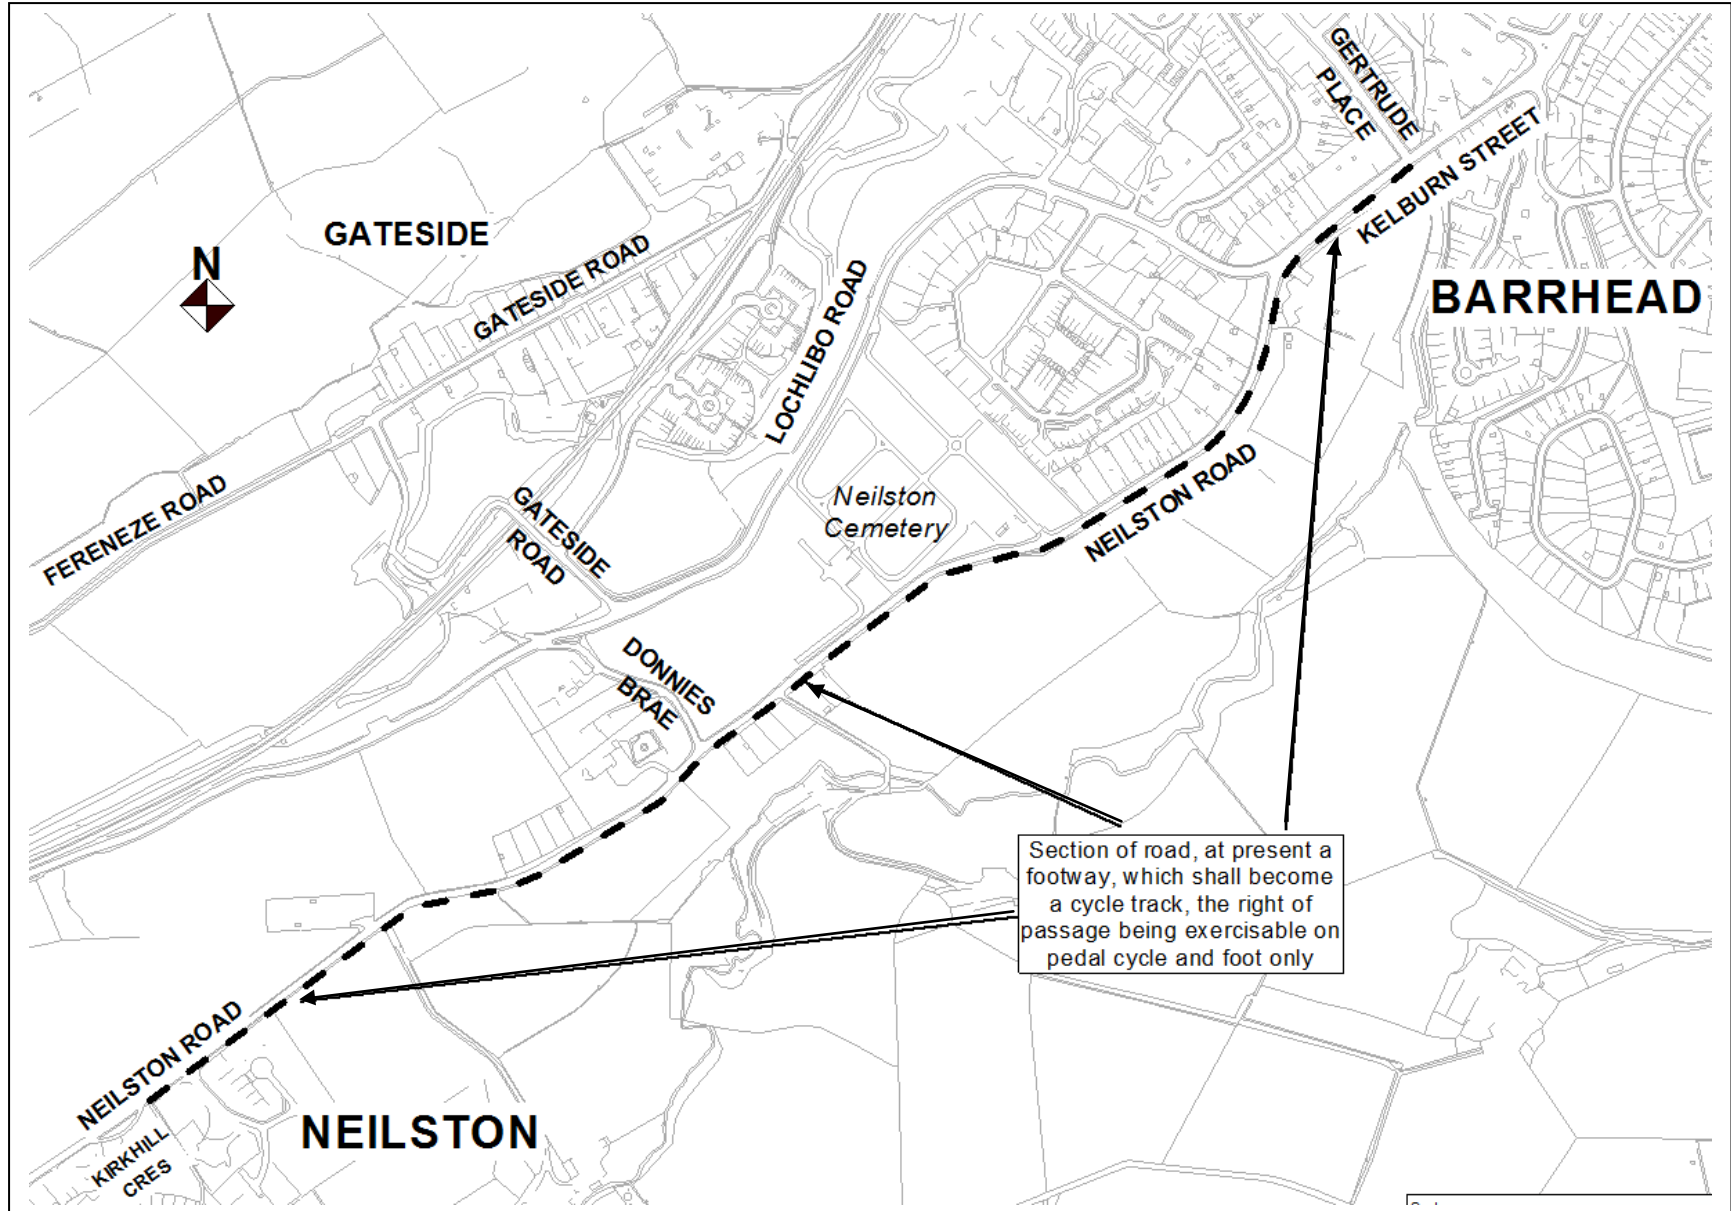 GERTRUDE
PLACE
KELBURN STREET
GATESIDE
N
GATESIDE ROAD
BARRHEAD
LOCHLIBO ROAD
FERENEZE ROAD
GATESIDE
ROAD
Neilston
Cemetery
NEILSTON ROAD
DONNIES
BRAE
Section of road, at present a
footway, which shall become
a cycle track, the right of
passage being exercisable on
pedal cycle and foot only
NEILSTON ROAD
NEILSTON
KIRKHILL
CRES